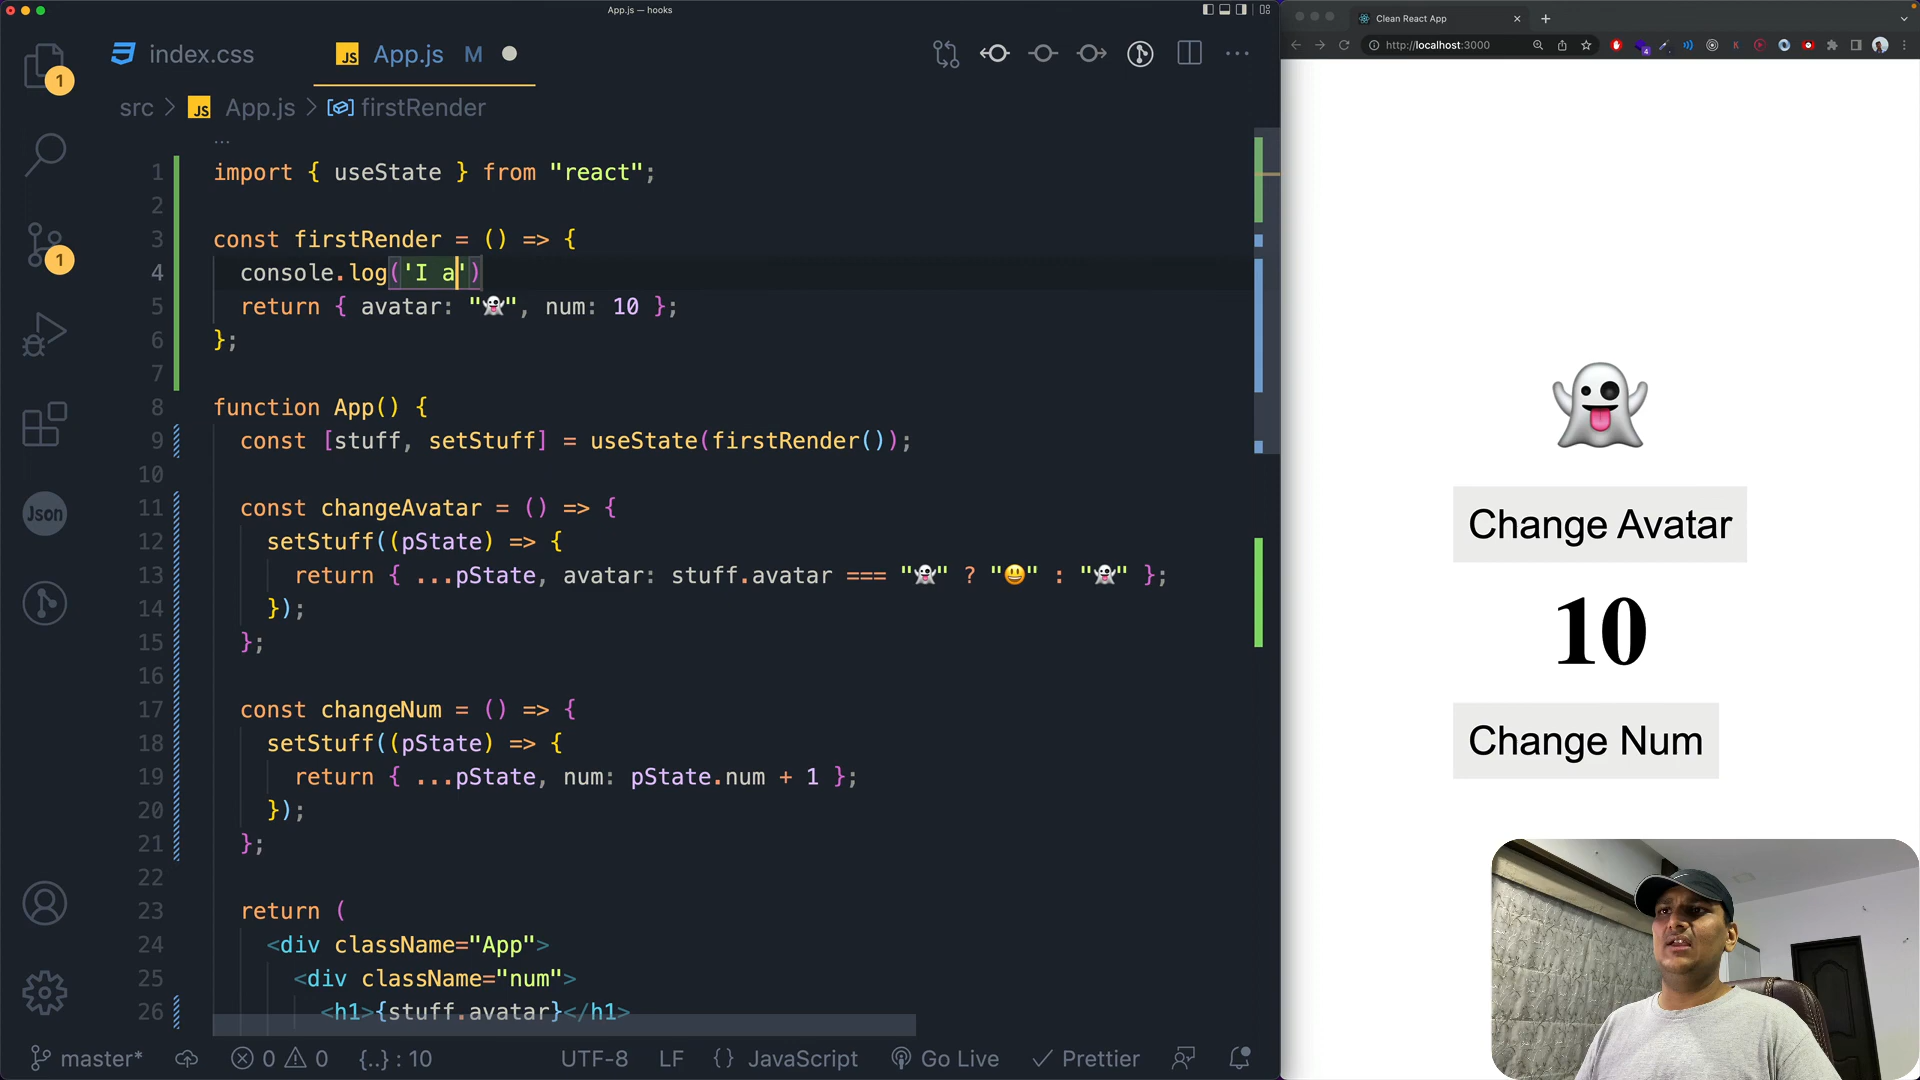 App.js — hooks
index.css
App.js M
src > App.js > firstRender
...
1 import { useState } from "react";
2
3 const firstRender = () => {
4 console.log('I a')
5 return { avatar: "👻", num: 10 };
6 };
7
8 function App() {
9 const [stuff, setStuff] = useState(firstRender());
10
11 const changeAvatar = () => {
12 setStuff((pState) => {
13 return { ...pState, avatar: stuff.avatar === "👻" ? "😃" : "👻" };
14 });
15 };
16
17 const changeNum = () => {
18 setStuff((pState) => {
19 return { ...pState, num: pState.num + 1 };
20 });
21 };
22
23 return (
24 <div className="App">
25 <div className="num">
26 <h1>{stuff.avatar}</h1>
1
1
Json
master* 0 0 {..} : 10 UTF-8 LF {} JavaScript Go Live Prettier
Clean React App
http://localhost:3000
👻
Change Avatar
10
Change Num